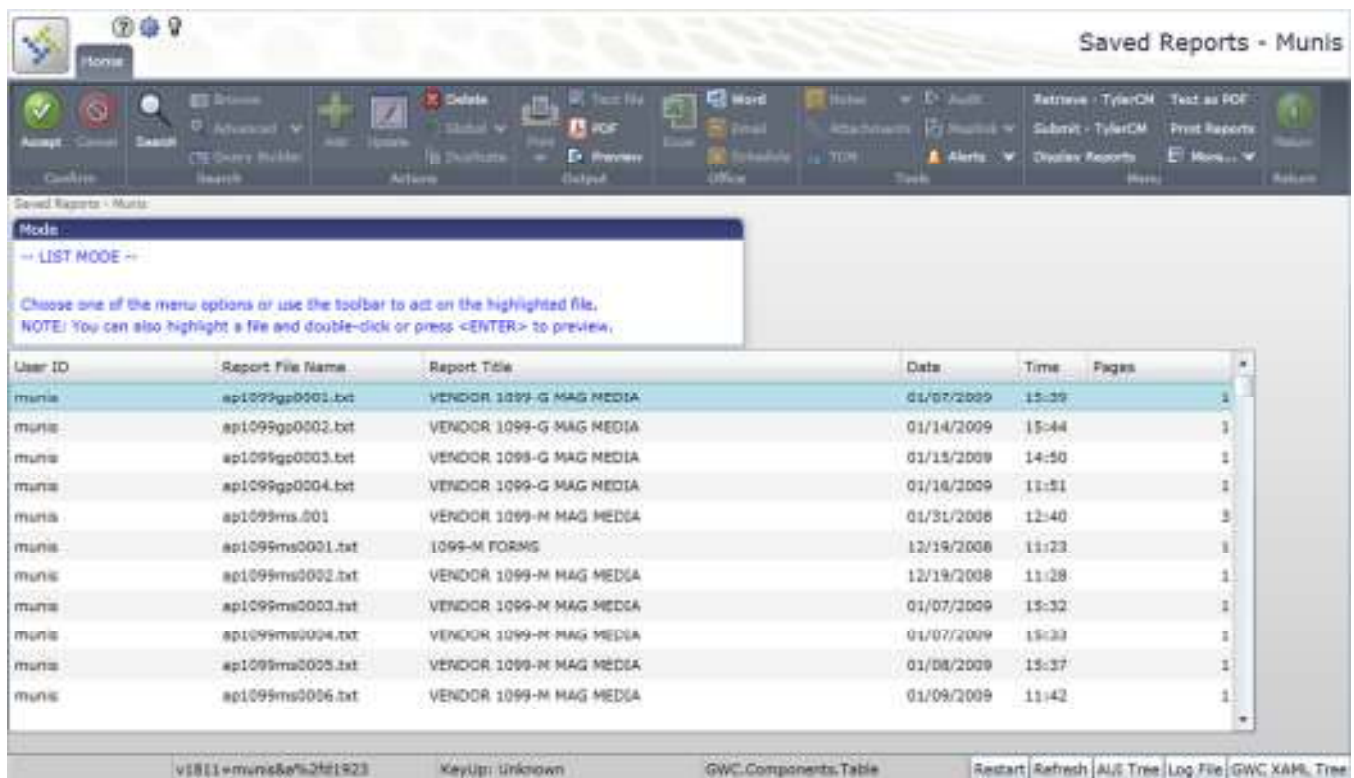 Saved Reports - Munis
Home
Accept
Cancel
Confirm
Search
Browse
Advanced
Query Builder
Search
Add
Update
Delete
Global
Duplicate
Actions
Print
Text file
PDF
Preview
Output
Excel
Word
Email
Schedule
Office
Notes
Attachments
TCM
Audit
Maplink
Alerts
Tools
Retrieve - TylerCM
Submit - TylerCM
Display Reports
Text as PDF
Print Reports
More...
Menu
Return
Return
Saved Reports - Munis
Mode
-- LIST MODE --
Choose one of the menu options or use the toolbar to act on the highlighted file.
NOTE: You can also highlight a file and double-click or press <ENTER> to preview.
User ID Report File Name Report Title Date Time Pages
munis ap1099gp0001.txt VENDOR 1099-G MAG MEDIA 01/07/2009 15:39 1
munis ap1099gp0002.txt VENDOR 1099-G MAG MEDIA 01/14/2009 15:44 1
munis ap1099gp0003.txt VENDOR 1099-G MAG MEDIA 01/15/2009 14:50 1
munis ap1099gp0004.txt VENDOR 1099-G MAG MEDIA 01/16/2009 11:51 1
munis ap1099ms.001 VENDOR 1099-M MAG MEDIA 01/31/2008 12:40 3
munis ap1099ms0001.txt 1099-M FORMS 12/19/2008 11:23 1
munis ap1099ms0002.txt VENDOR 1099-M MAG MEDIA 12/19/2008 11:28 1
munis ap1099ms0003.txt VENDOR 1099-M MAG MEDIA 01/07/2009 15:32 1
munis ap1099ms0004.txt VENDOR 1099-M MAG MEDIA 01/07/2009 15:33 1
munis ap1099ms0005.txt VENDOR 1099-M MAG MEDIA 01/08/2009 15:37 1
munis ap1099ms0006.txt VENDOR 1099-M MAG MEDIA 01/09/2009 11:42 1
KeyUp: Unknown GWC.Components.Table Restart Refresh AUI Tree Log File GWC XAML Tree